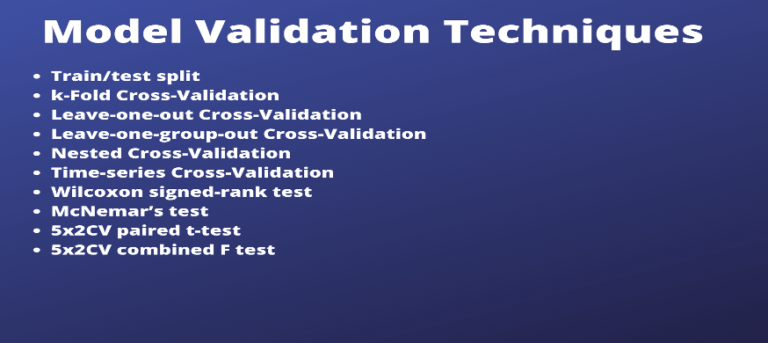 Model Validation Techniques
• Train/test split
• k-Fold Cross-Validation
• Leave-one-out Cross-Validation
• Leave-one-group-out Cross-Validation
• Nested Cross-Validation
• Time-series Cross-Validation
• Wilcoxon signed-rank test
• McNemar’s test
• 5x2CV paired t-test
• 5x2CV combined F test